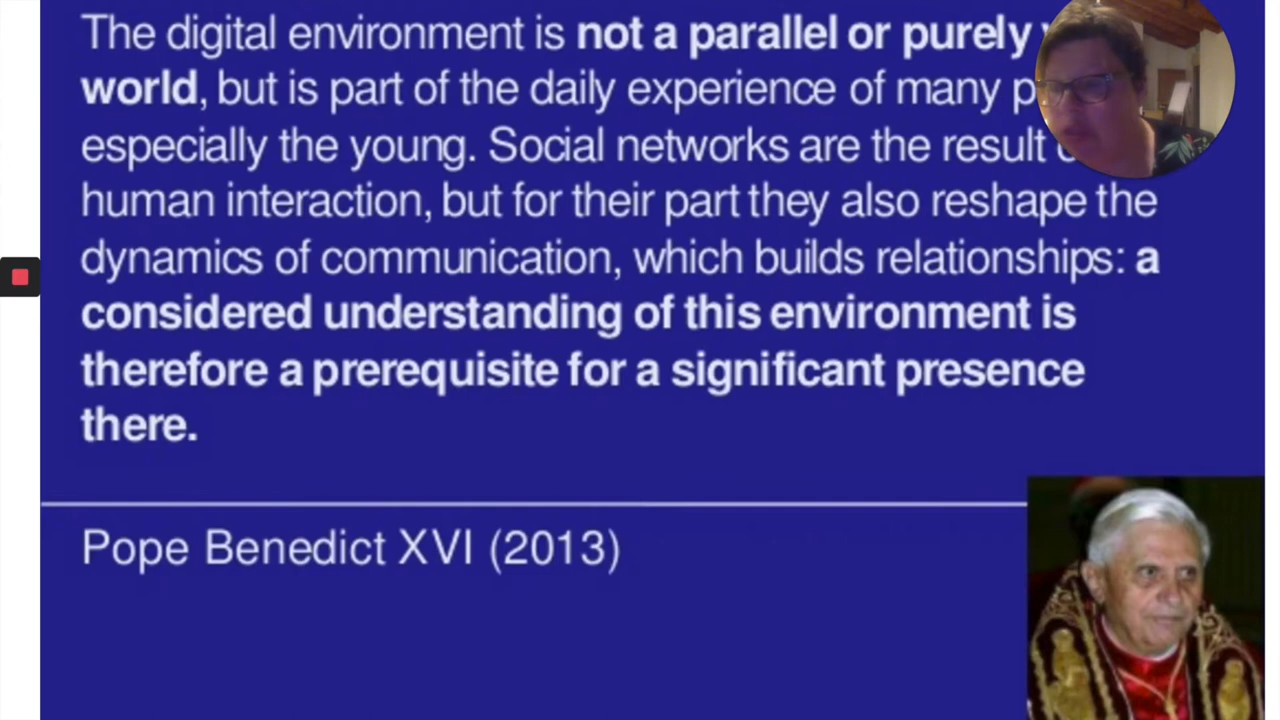 The digital environment is not a parallel or purely
world, but is part of the daily experience of many
especially the young. Social networks are the result
human interaction, but for their part they also reshape the
dynamics of communication, which builds relationships: a
considered understanding of this environment is
therefore a prerequisite for a significant presence
there.
Pope Benedict XVI (2013)